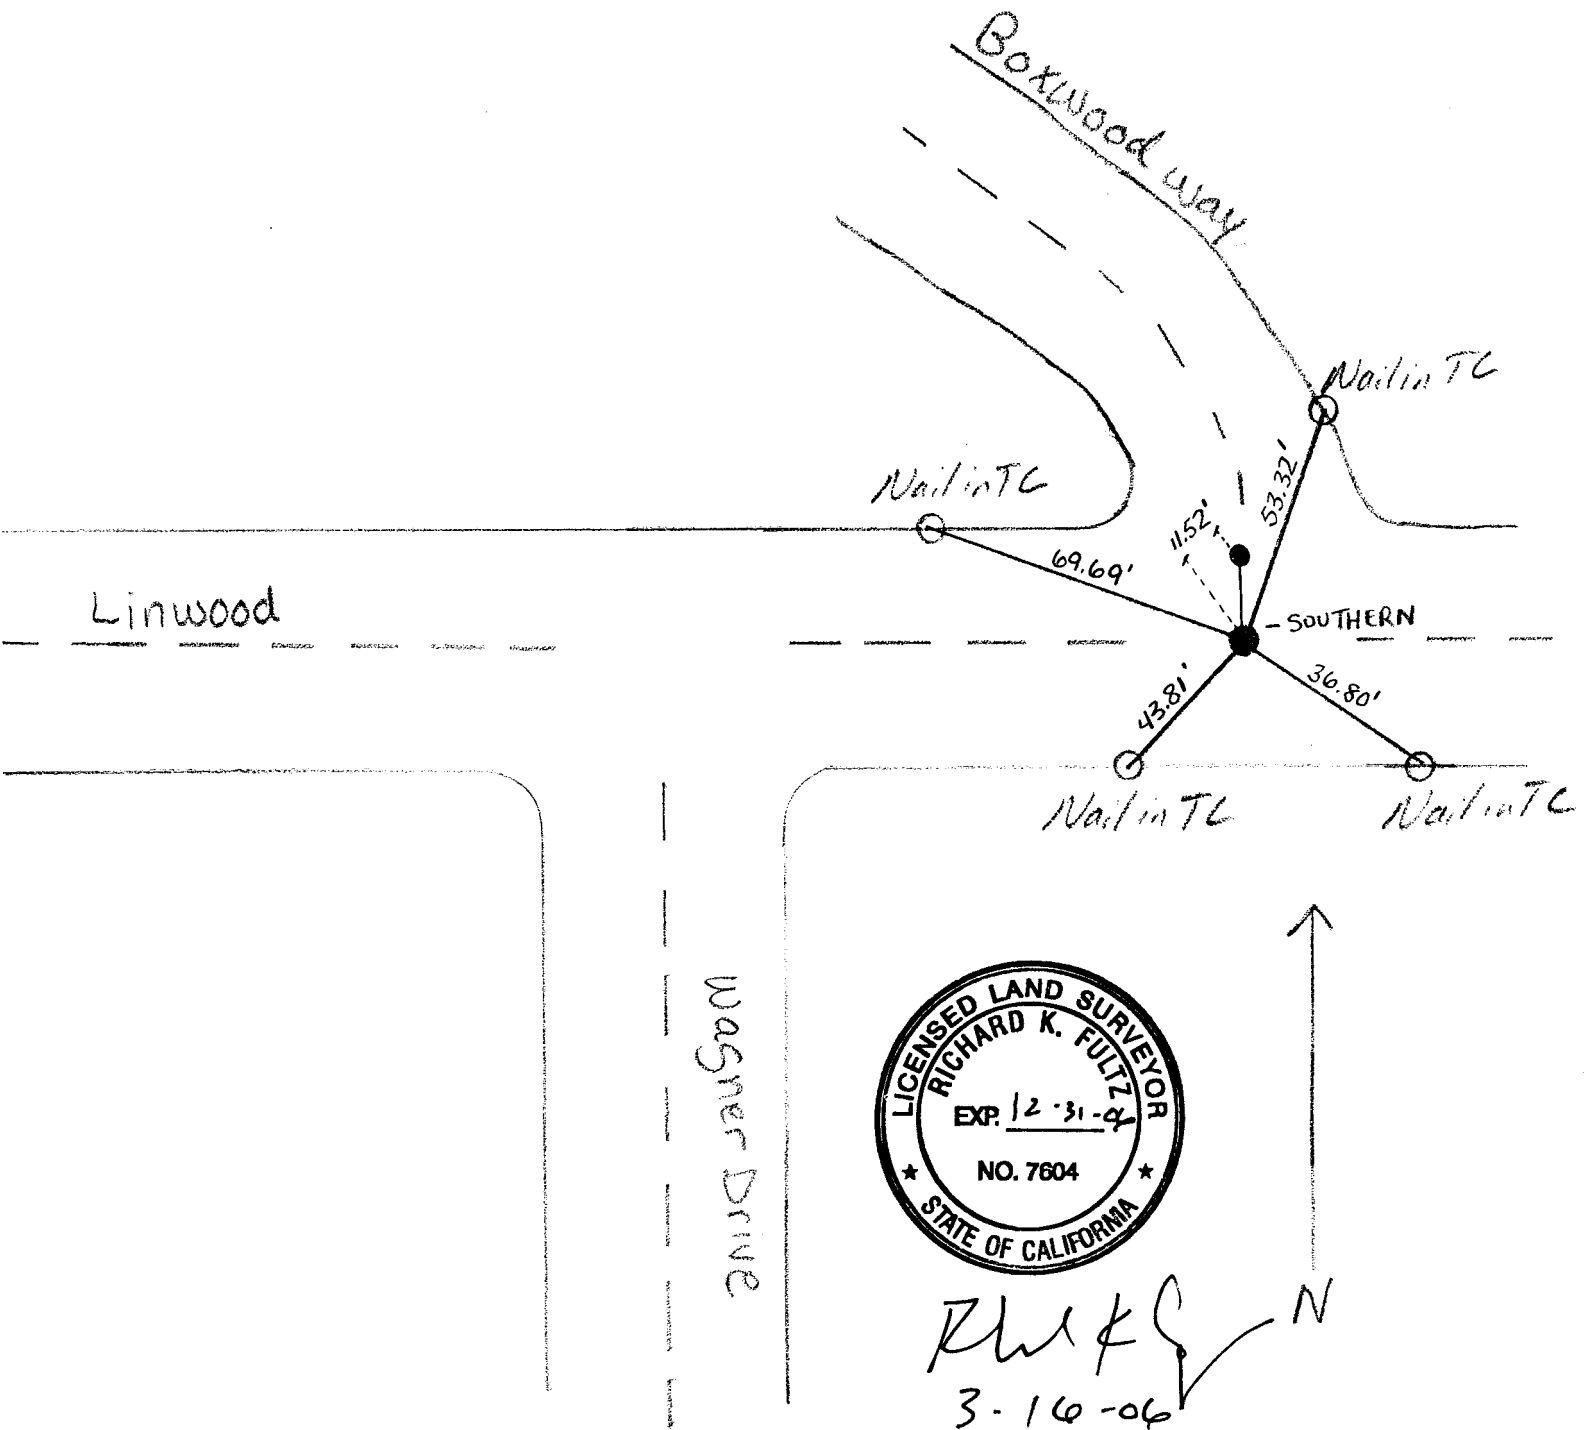 Boxwood Way
Nail in TC
Nail in TC
53.32'
11.52'
69.69'
Linwood
- SOUTHERN
43.81'
36.80'
Nail in TC
Nail in TC
Wagner Drive
LICENSED LAND SURVEYOR
RICHARD K. FULTZ
EXP. 12-31-06
NO. 7604
★ STATE OF CALIFORNIA ★
N
3-16-06